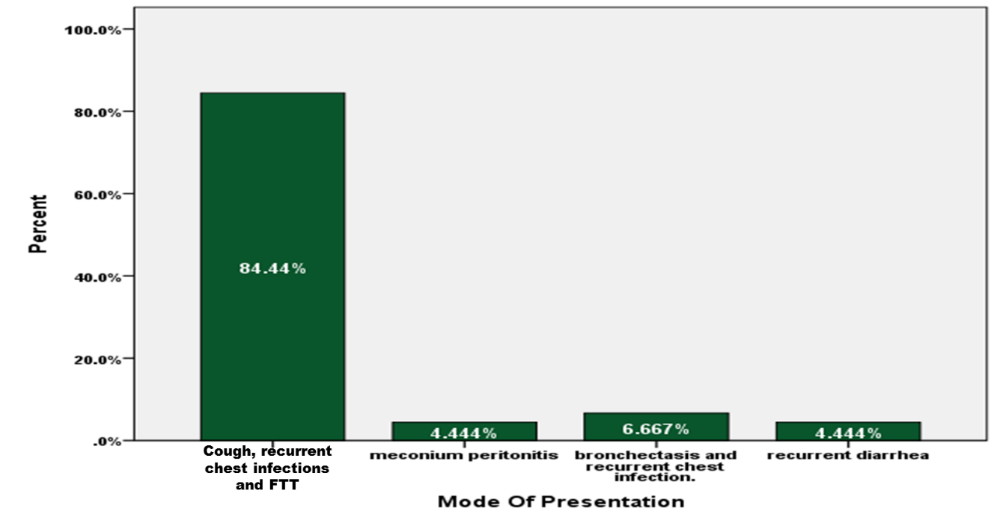 100.0%
80.0%
60.0%
40.0%
20.0%
.0%
Percent
84.44%
4.444%
6.667%
4.444%
Cough, recurrent
chest infections
and FTT
meconium peritonitis
bronchectasis and
recurrent chest
infection.
recurrent diarrhea
Mode Of Presentation